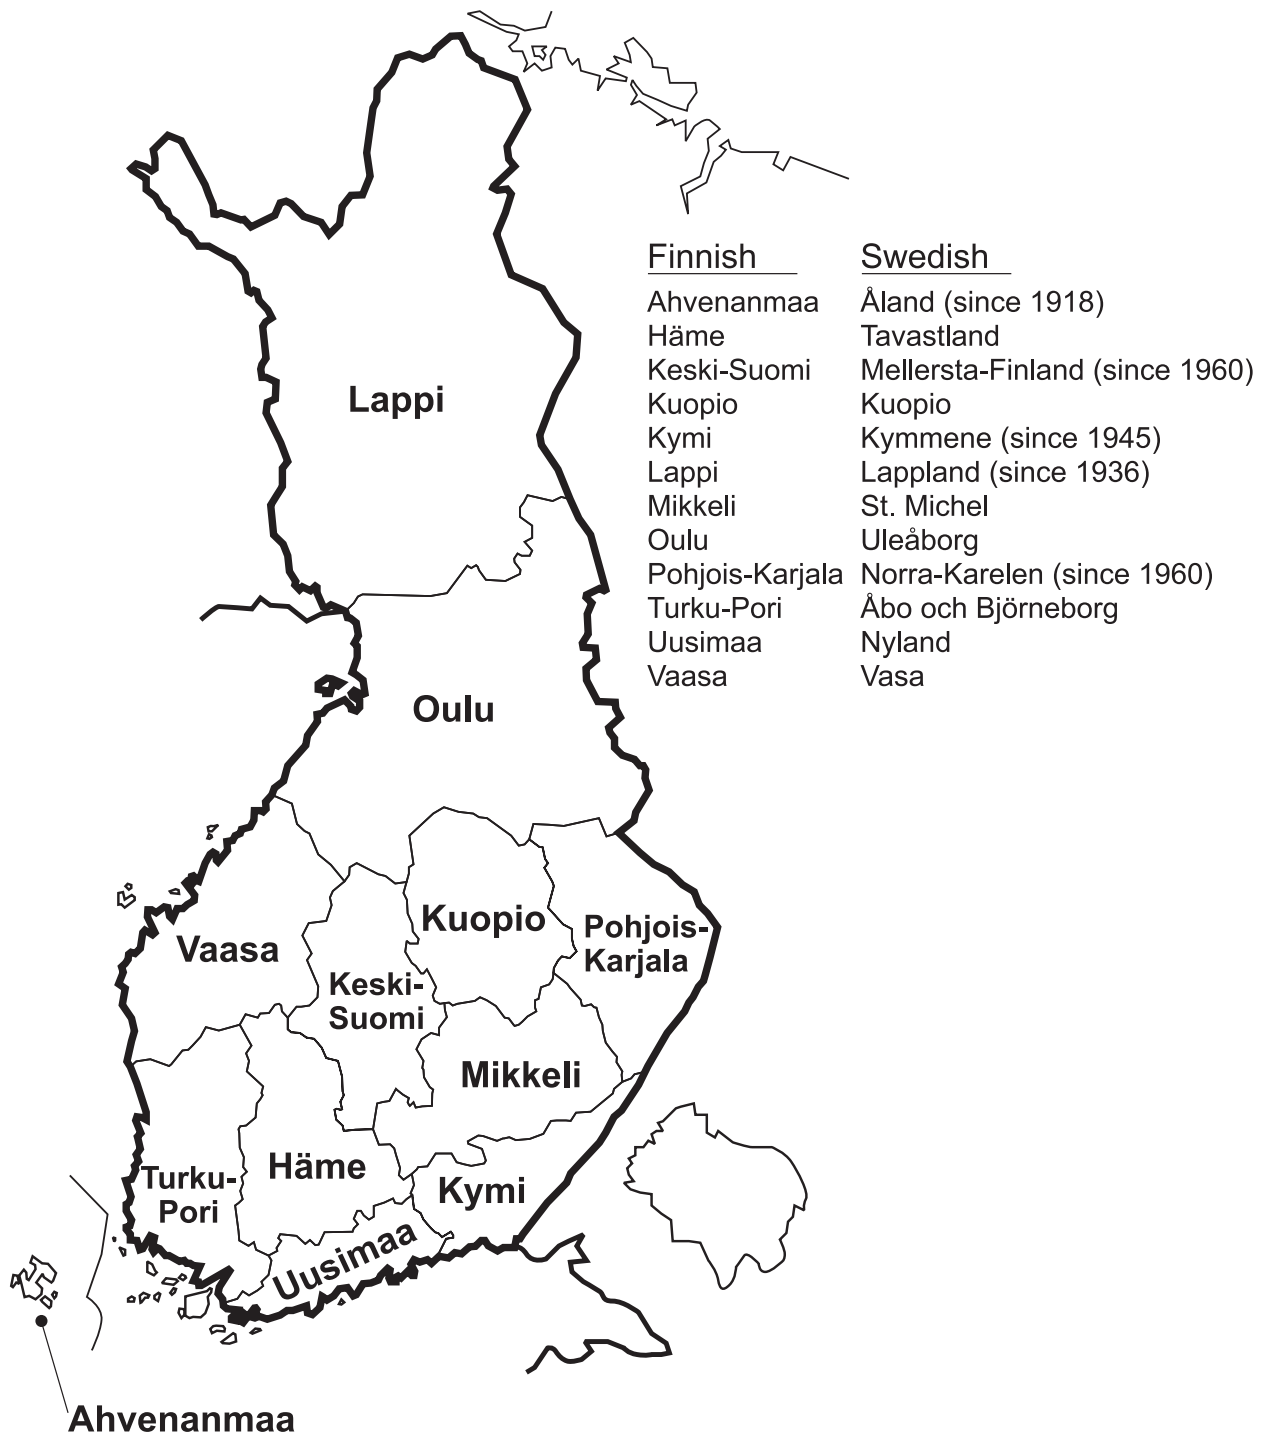 Finnish Swedish
Ahvenanmaa Åland (since 1918)
Häme Tavastland
Keski-Suomi Mellersta-Finland (since 1960)
Kuopio Kuopio
Kymi Kymmene (since 1945)
Lappi Lappland (since 1936)
Mikkeli St. Michel
Oulu Uleåborg
Pohjois-Karjala Norra-Karelen (since 1960)
Turku-Pori Åbo och Björneborg
Uusimaa Nyland
Vaasa Vasa
Lappi
Oulu
Kuopio
Pohjois-
Karjala
Vaasa
Keski-
Suomi
Mikkeli
Häme
Turku-
Pori
Kymi
Uusimaa
Ahvenanmaa